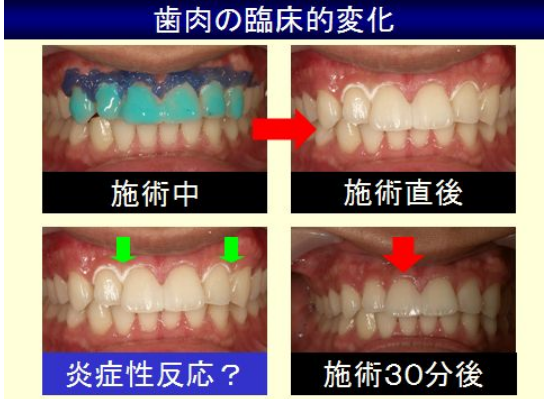 歯肉の臨床的変化
施術中
施術直後
炎症性反応？
施術30分後